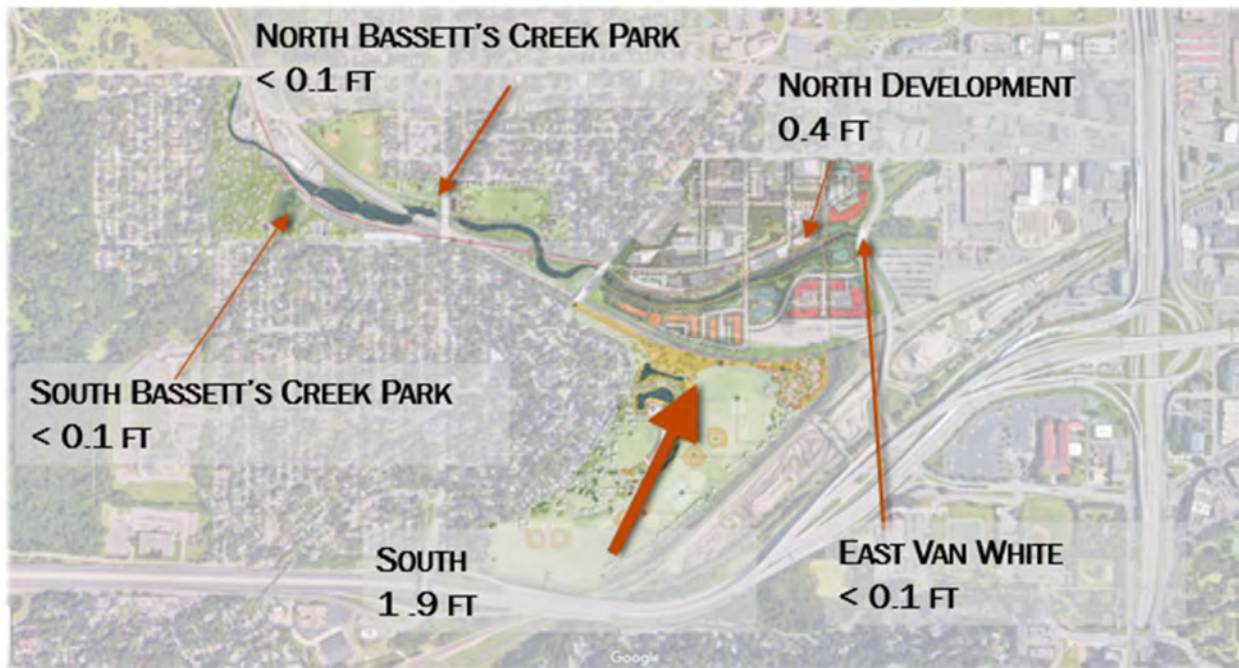 NORTH BASSETT'S CREEK PARK
< 0.1 FT
NORTH DEVELOPMENT
0.4 FT
SOUTH BASSETT'S CREEK PARK
< 0.1 FT
SOUTH
1.9 FT
EAST VAN WHITE
< 0.1 FT
Google